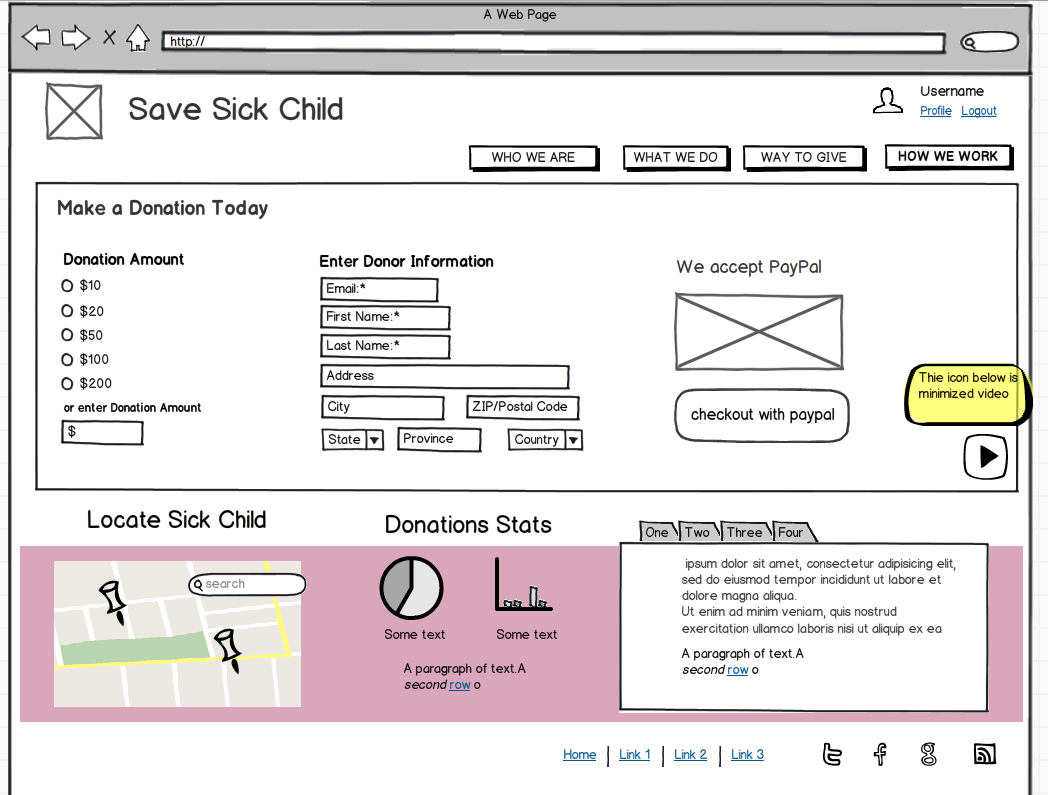 A Web Page
http://
Save Sick Child
Username
Profile Logout
WHO WE ARE
WHAT WE DO
WAY TO GIVE
HOW WE WORK
Make a Donation Today
Donation Amount
$10
$20
$50
$100
$200
or enter Donation Amount
$
Enter Donor Information
Email:*
First Name:*
Last Name:*
Address
City
ZIP/Postal Code
State
Province
Country
We accept PayPal
checkout with paypal
Thie icon below is
minimized video
Locate Sick Child
search
Donations Stats
Some text
Some text
A paragraph of text.A
second row o
One Two Three Four
ipsum dolor sit amet, consectetur adipisicing elit,
sed do eiusmod tempor incididunt ut labore et
dolore magna aliqua.
Ut enim ad minim veniam, quis nostrud
exercitation ullamco laboris nisi ut aliquip ex ea
A paragraph of text.A
second row o
Home | Link 1 | Link 2 | Link 3